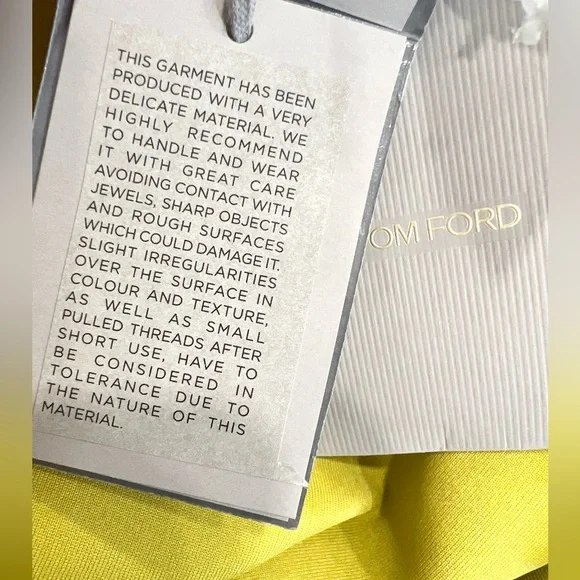 THIS GARMENT HAS BEEN
PRODUCED WITH A VERY
DELICATE MATERIAL. WE
HIGHLY RECOMMEND
TO HANDLE AND WEAR
IT WITH GREAT CARE
AVOIDING CONTACT WITH
JEWELS, SHARP OBJECTS
AND ROUGH SURFACES
WHICH COULD DAMAGE IT.
SLIGHT IRREGULARITIES
OVER THE SURFACE IN
COLOUR AND TEXTURE,
AS WELL AS SMALL
PULLED THREADS AFTER
SHORT USE, HAVE TO
BE CONSIDERED IN
TOLERANCE DUE TO
THE NATURE OF THIS
MATERIAL.
OM FORD